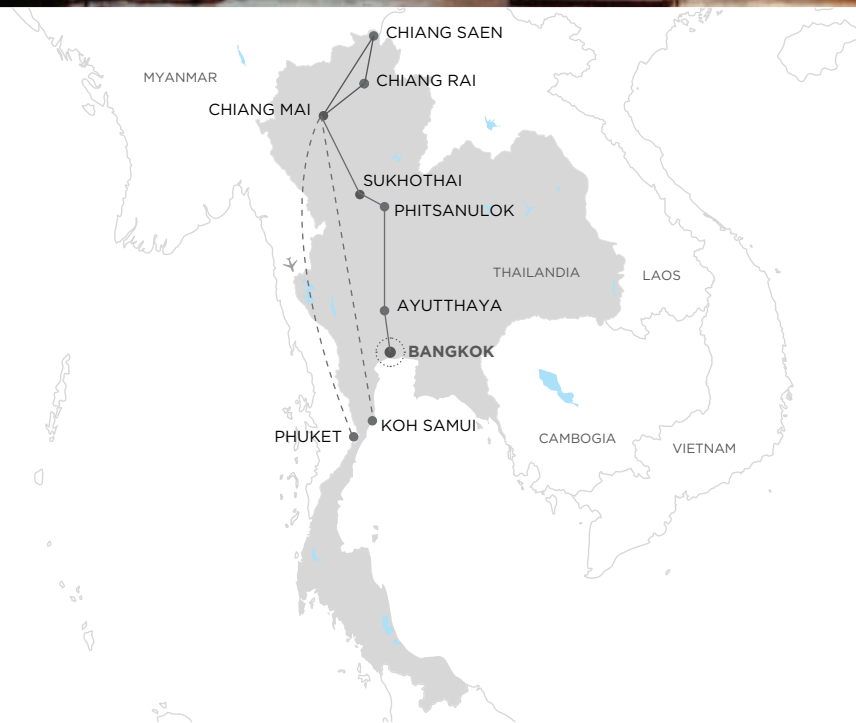 CHIANG SAEN
MYANMAR
CHIANG RAI
CHIANG MAI
SUKHOTHAI
PHITSANULOK
THAILANDIA
LAOS
AYUTTHAYA
BANGKOK
KOH SAMUI
PHUKET
CAMBOGIA
VIETNAM